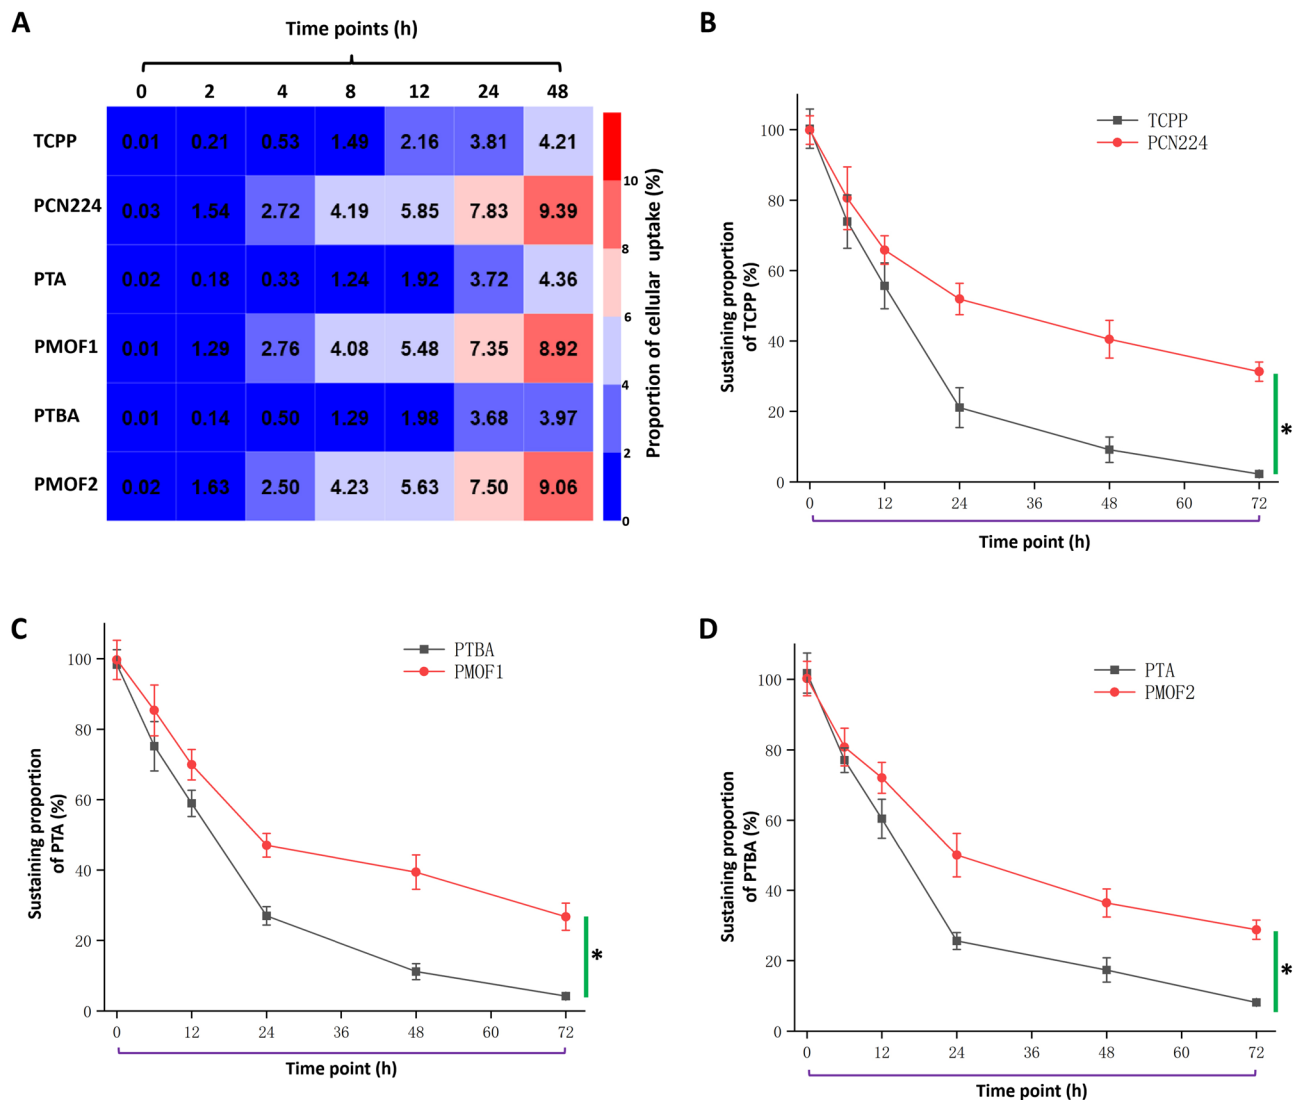 A
Time points (h)
0 2 4 8 12 24 48
TCPP 0.01 0.21 0.53 1.49 2.16 3.81 4.21
PCN224 0.03 1.54 2.72 4.19 5.85 7.83 9.39
PTA 0.02 0.18 0.33 1.24 1.92 3.72 4.36
PMOF1 0.01 1.29 2.76 4.08 5.48 7.35 8.92
PTBA 0.01 0.14 0.50 1.29 1.98 3.68 3.97
PMOF2 0.02 1.63 2.50 4.23 5.63 7.50 9.06
10
8
6
4
2
0
Proportion of cellular uptake (%)
B
TCPP
PCN224
100
80
60
40
20
0
Sustaining proportion
of TCPP (%)
*
0 12 24 36 48 60 72
Time point (h)
C
PTBA
PMOF1
100
80
60
40
20
0
Sustaining proportion
of PTA (%)
*
0 12 24 36 48 60 72
Time point (h)
D
PTA
PMOF2
100
80
60
40
20
0
Sustaining proportion
of PTBA (%)
*
0 12 24 36 48 60 72
Time point (h)